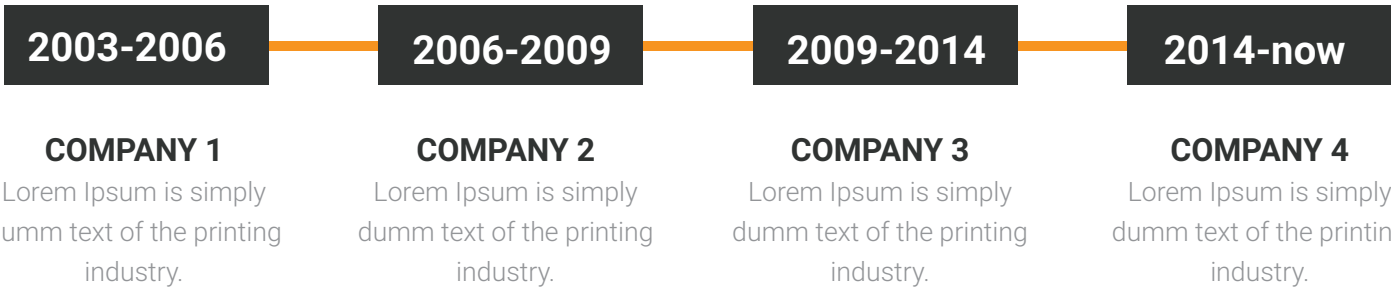 2003-2006
2006-2009
2009-2014
2014-now
COMPANY 1
Lorem Ipsum is simply
umm text of the printing
industry.
COMPANY 2
Lorem Ipsum is simply
dumm text of the printing
industry.
COMPANY 3
Lorem Ipsum is simply
dumm text of the printing
industry.
COMPANY 4
Lorem Ipsum is simply
dumm text of the printin
industry.